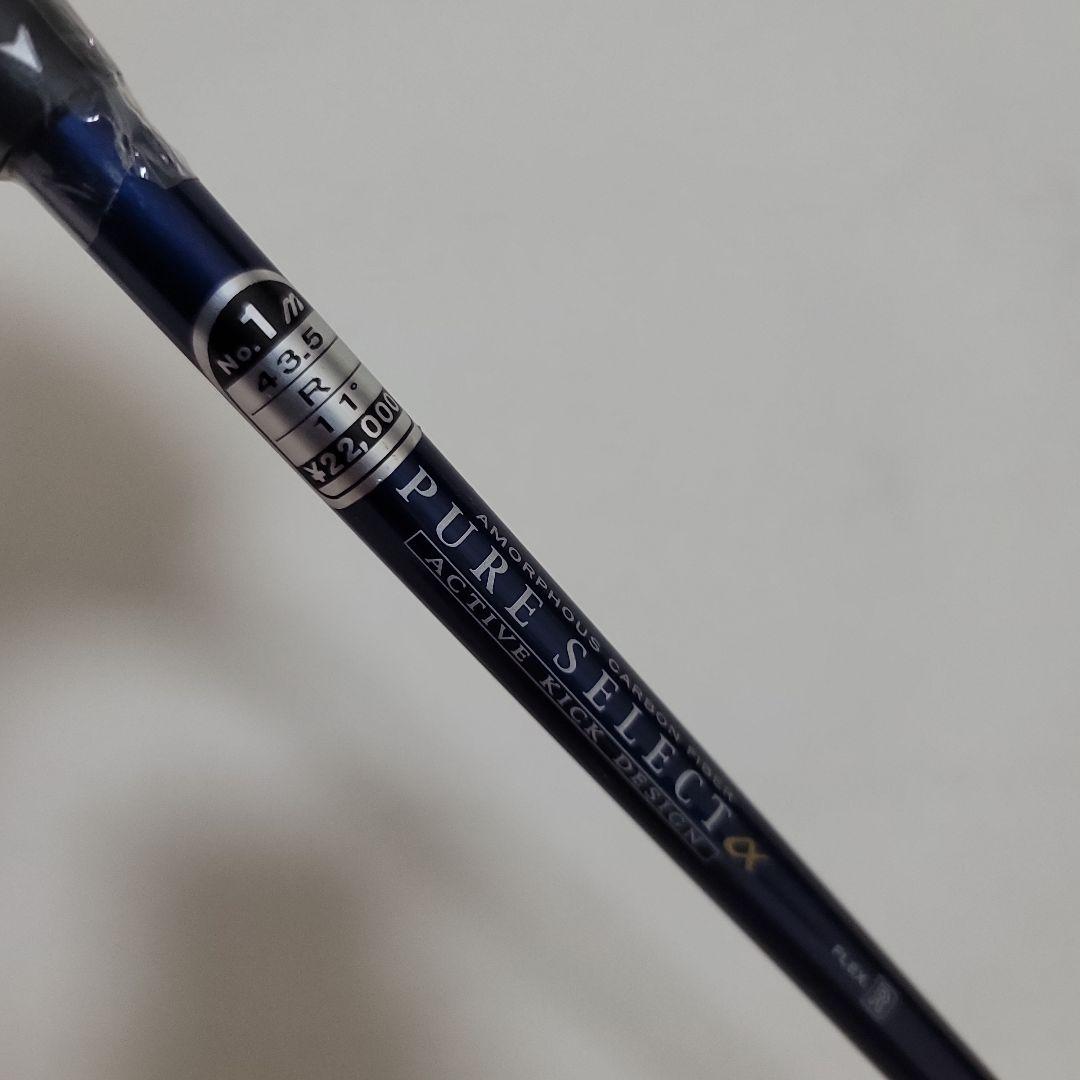 No.1 m
43.5
R
11°
¥22,000
AMORPHOUS CARBON FIBER
PURE SELECT α
ACTIVE KICK DESIGN
FLEX R